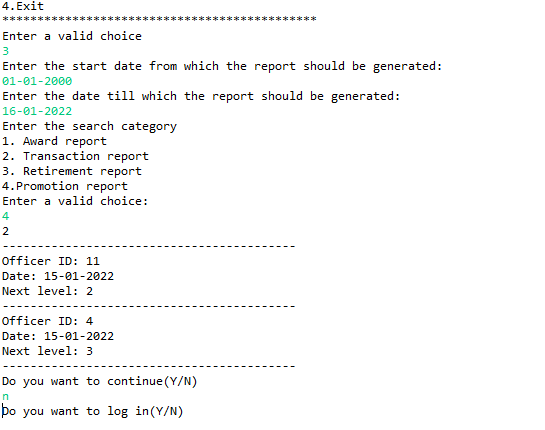 4.Exit
*********************************************
Enter a valid choice
3
Enter the start date from which the report should be generated:
01-01-2000
Enter the date till which the report should be generated:
16-01-2022
Enter the search category
1. Award report
2. Transaction report
3. Retirement report
4.Promotion report
Enter a valid choice:
4
2
------------------------------------------
Officer ID: 11
Date: 15-01-2022
Next level: 2
------------------------------------------
Officer ID: 4
Date: 15-01-2022
Next level: 3
------------------------------------------
Do you want to continue(Y/N)
n
Do you want to log in(Y/N)